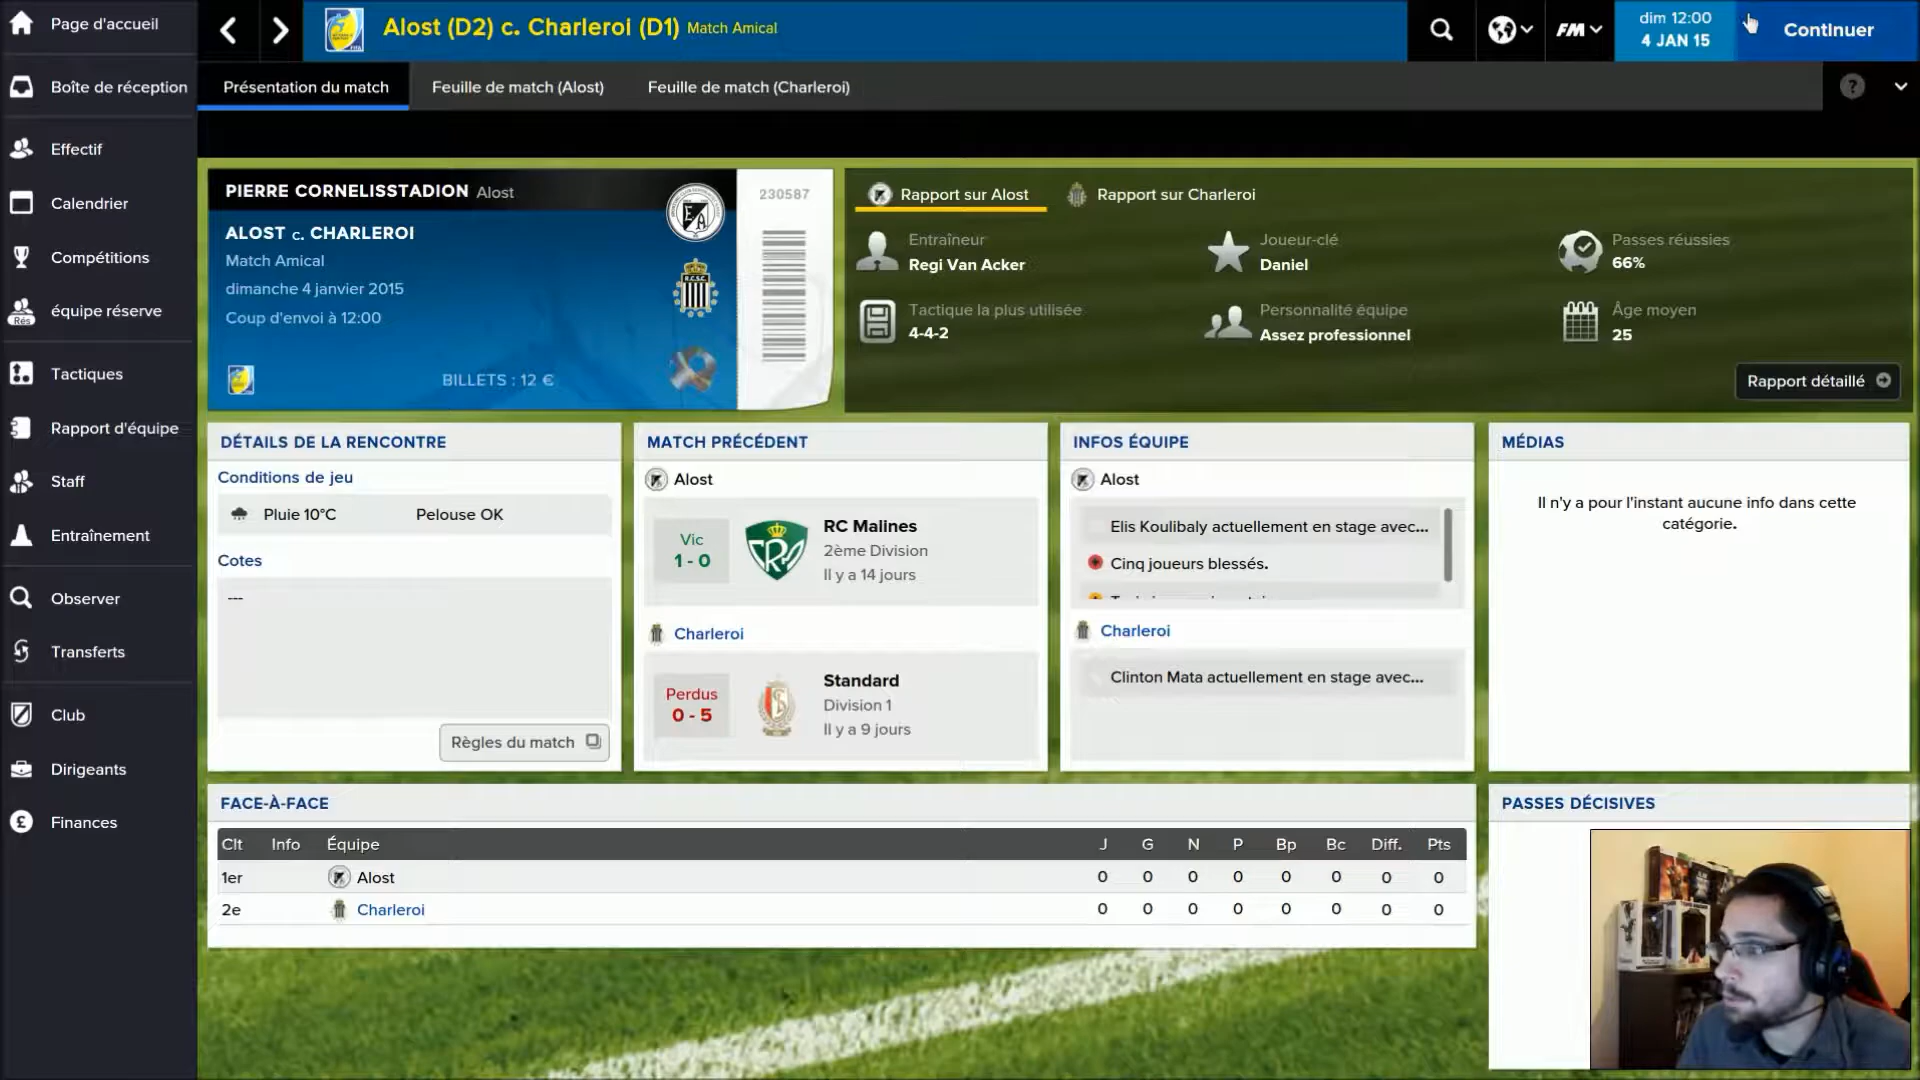 Page d'accueil
Boîte de réception
Effectif
Calendrier
Compétitions
équipe réserve
Rés
Tactiques
Rapport d'équipe
Staff
Entraînement
Observer
Transferts
Club
Dirigeants
Finances
Alost (D2) c. Charleroi (D1) Match Amical
FM
dim 12:00
4 JAN 15
Continuer
Présentation du match
Feuille de match (Alost)
Feuille de match (Charleroi)
?
PIERRE CORNELISSTADION Alost
ALOST c. CHARLEROI
Match Amical
dimanche 4 janvier 2015
Coup d'envoi à 12:00
BILLETS : 12 €
230587
Rapport sur Alost
Rapport sur Charleroi
Entraîneur
Regi Van Acker
Joueur-clé
Daniel
Passes réussies
66%
Tactique la plus utilisée
4-4-2
Personnalité équipe
Assez professionnel
Âge moyen
25
Rapport détaillé
DÉTAILS DE LA RENCONTRE
Conditions de jeu
Pluie 10°C Pelouse OK
Cotes
---
Règles du match
MATCH PRÉCÉDENT
Alost
Vic
1 - 0
RC Malines
2ème Division
Il y a 14 jours
Charleroi
Perdus
0 - 5
Standard
Division 1
Il y a 9 jours
INFOS ÉQUIPE
Alost
Elis Koulibaly actuellement en stage avec...
Cinq joueurs blessés.
Charleroi
Clinton Mata actuellement en stage avec...
MÉDIAS
Il n'y a pour l'instant aucune info dans cette
catégorie.
FACE-À-FACE
Clt Info Équipe J G N P Bp Bc Diff. Pts
1er Alost 0 0 0 0 0 0 0 0
2e Charleroi 0 0 0 0 0 0 0 0
PASSES DÉCISIVES